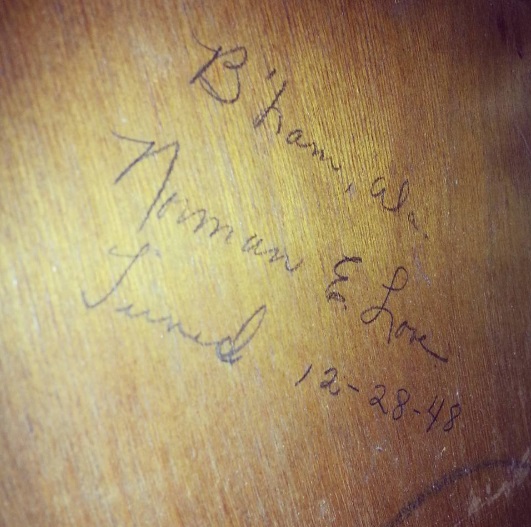 B'ham, Ala.
Norman E. Love
Tuned 12-28-48